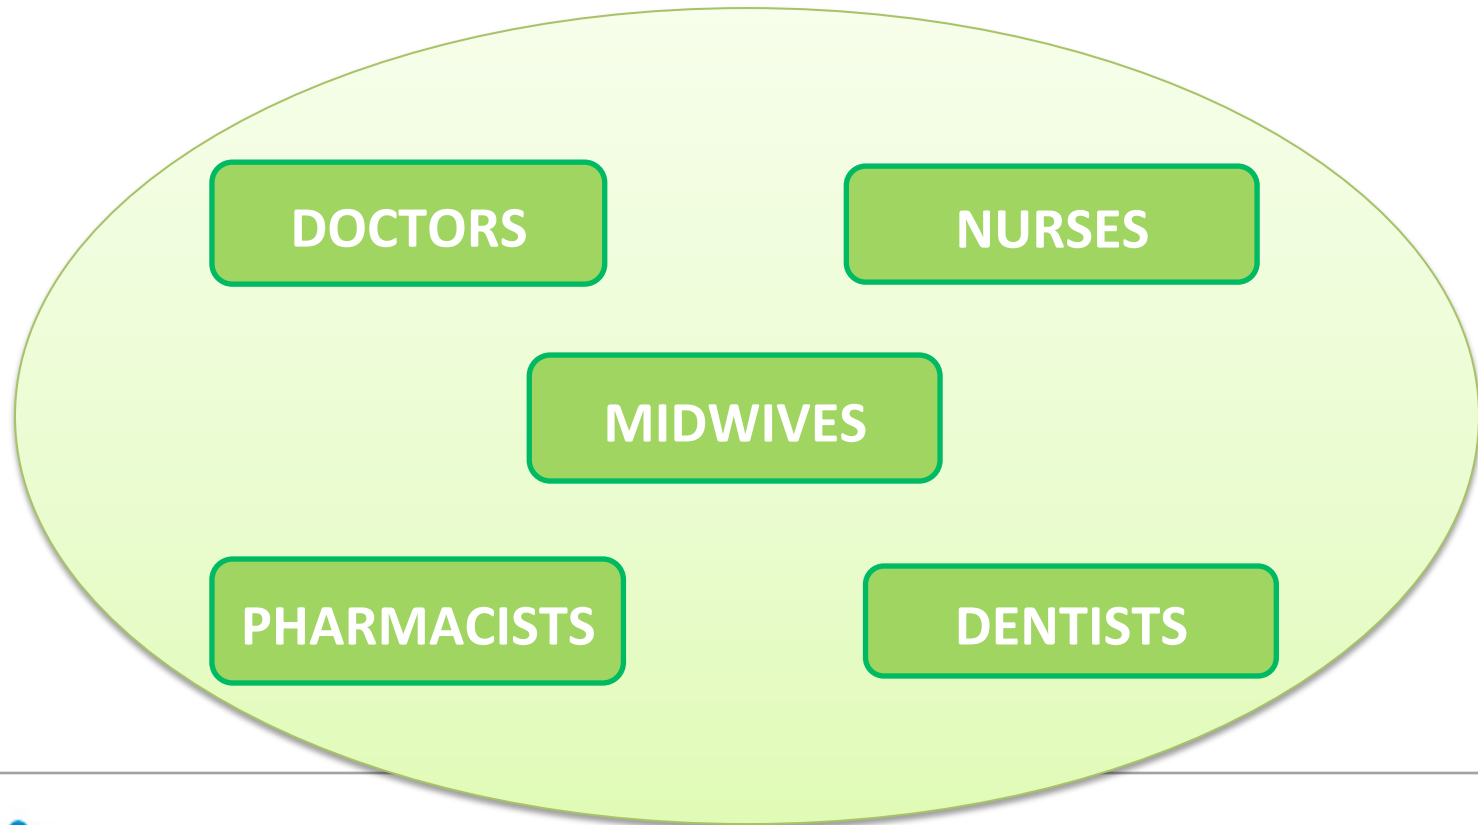 DOCTORS
NURSES
MIDWIVES
PHARMACISTS
DENTISTS